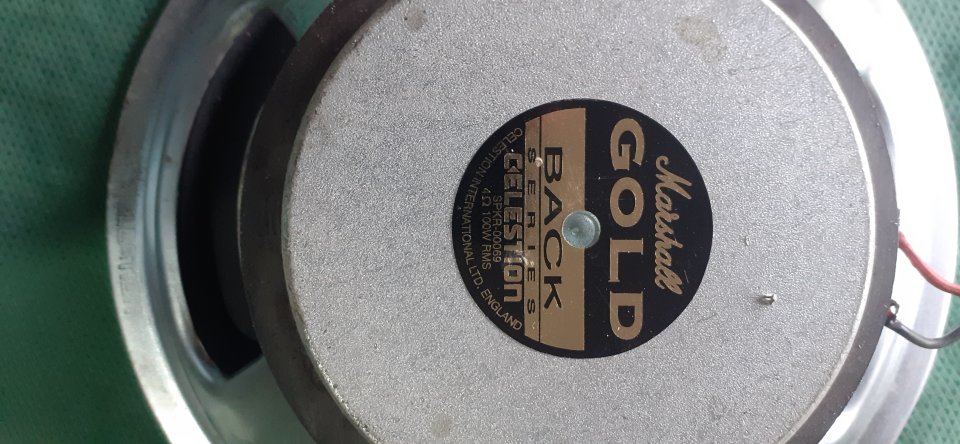 Marshall
GOLD
BACK
SERIES
CELESTION
SPKR-00069
4Ω 100W RMS
CELESTION INTERNATIONAL LTD. ENGLAND